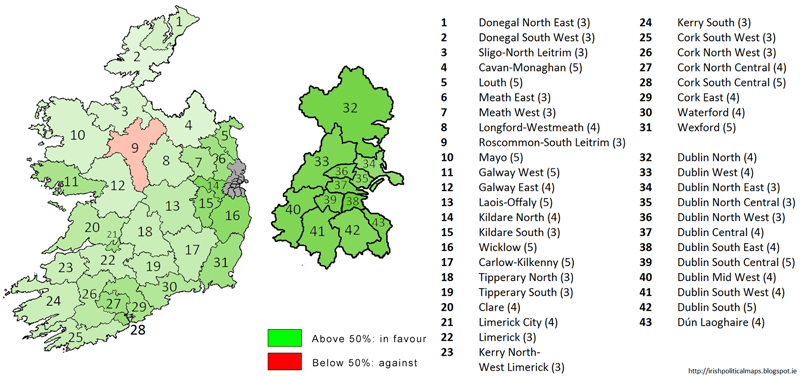 1 Donegal North East (3)
2 Donegal South West (3)
3 Sligo-North Leitrim (3)
4 Cavan-Monaghan (5)
5 Louth (5)
6 Meath East (3)
7 Meath West (3)
8 Longford-Westmeath (4)
9 Roscommon-South Leitrim (3)
10 Mayo (5)
11 Galway West (5)
12 Galway East (4)
13 Laois-Offaly (5)
14 Kildare North (4)
15 Kildare South (3)
16 Wicklow (5)
17 Carlow-Kilkenny (5)
18 Tipperary North (3)
19 Tipperary South (3)
20 Clare (4)
21 Limerick City (4)
22 Limerick (3)
23 Kerry North-
West Limerick (3)
24 Kerry South (3)
25 Cork South West (3)
26 Cork North West (3)
27 Cork North Central (4)
28 Cork South Central (5)
29 Cork East (4)
30 Waterford (4)
31 Wexford (5)
32 Dublin North (4)
33 Dublin West (4)
34 Dublin North East (3)
35 Dublin North Central (3)
36 Dublin North West (3)
37 Dublin Central (4)
38 Dublin South East (4)
39 Dublin South Central (5)
40 Dublin Mid West (4)
41 Dublin South West (4)
42 Dublin South (5)
43 Dún Laoghaire (4)
1
2
3
4
5
6
7
8
9
10
11
12
13
14
15
16
17
18
19
20
21
22
23
24
25
26
27
28
29
30
31
32
33
34
35
36
37
38
39
40
41
42
43
Above 50%: in favour
Below 50%: against
http://irishpoliticalmaps.blogspot.ie